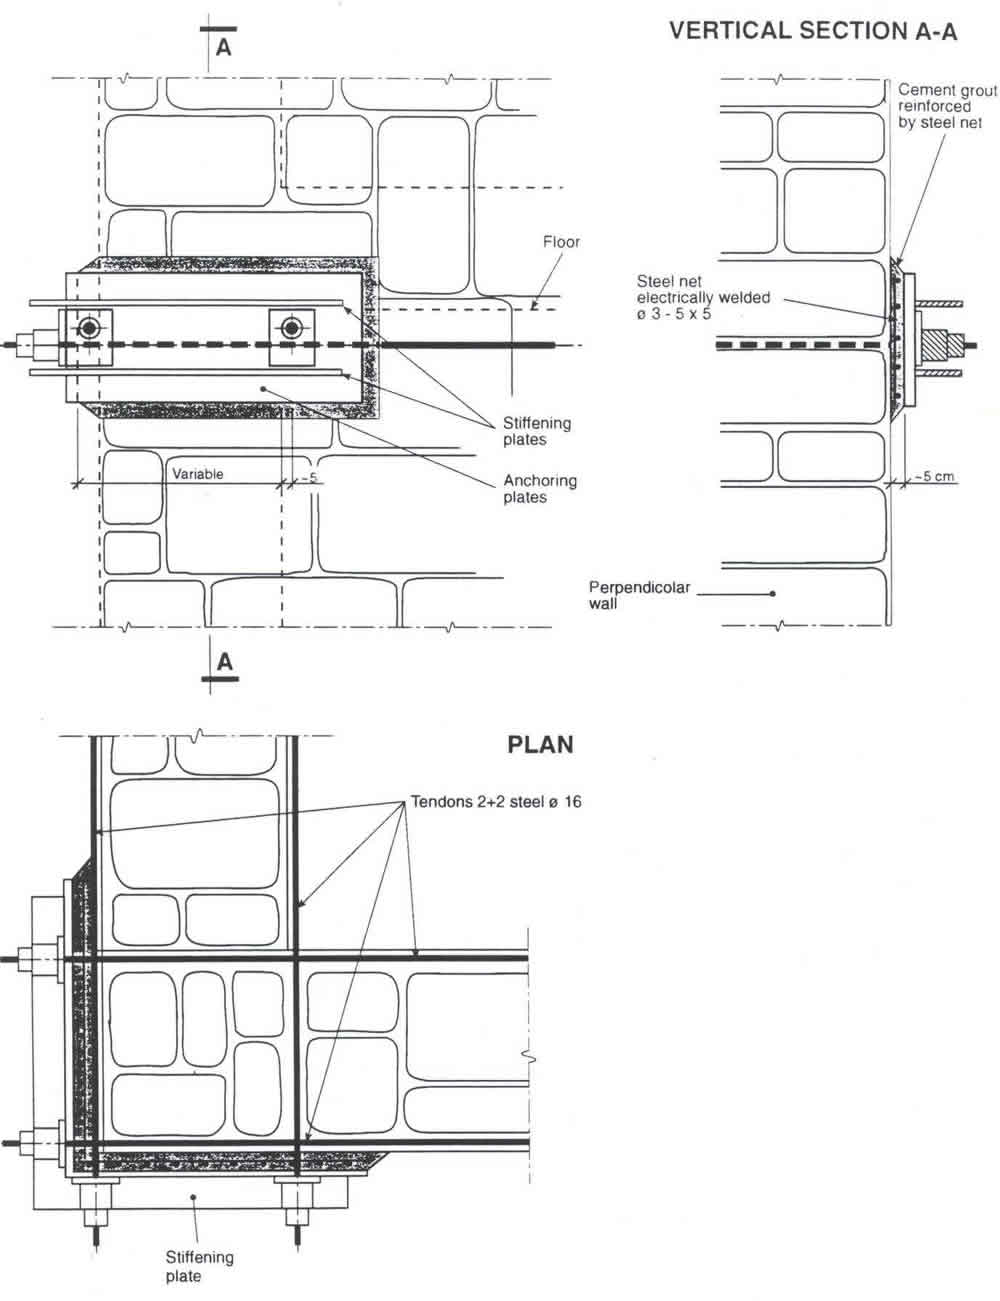 A
VERTICAL SECTION A-A
Cement grout
reinforced
by steel net
Floor
Steel net
electrically welded
ø 3 - 5 x 5
Stiffening
plates
Variable
~5
Anchoring
plates
~5 cm
Perpendicolar
wall
A
PLAN
Tendons 2+2 steel ø 16
Stiffening
plate